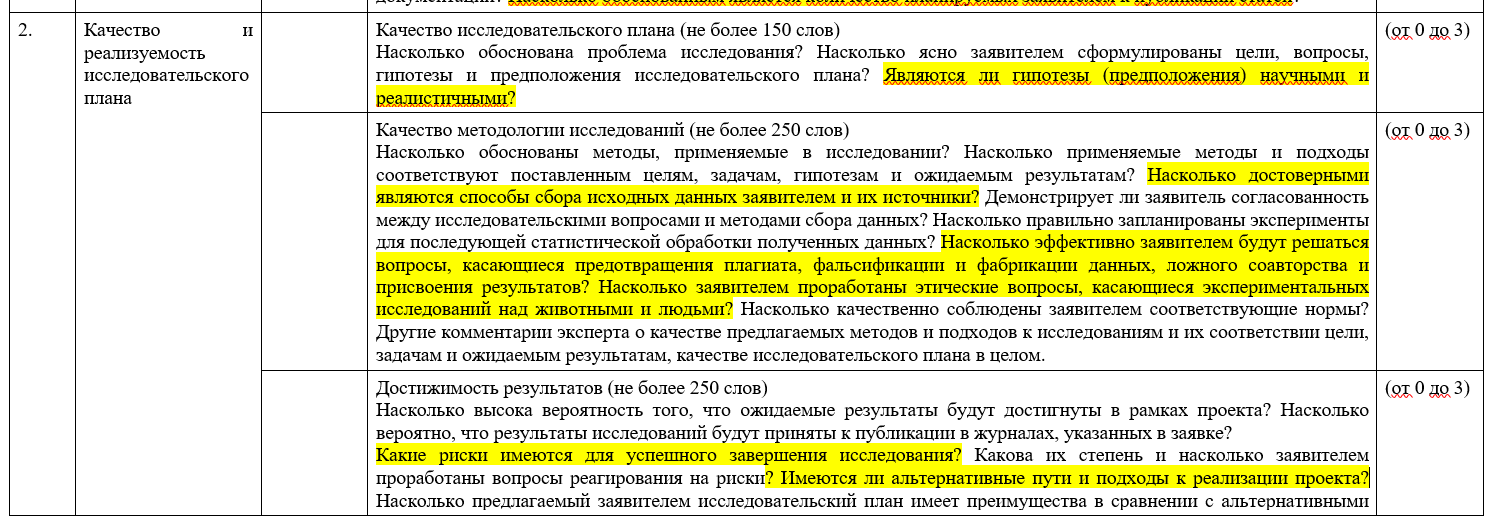 документации? Насколько обоснованным является количество планируемых заявителем к публикации статей?
2.
Качество и
реализуемость
исследовательского
плана
Качество исследовательского плана (не более 150 слов)
Насколько обоснована проблема исследования? Насколько ясно заявителем сформулированы цели, вопросы,
гипотезы и предположения исследовательского плана? Являются ли гипотезы (предположения) научными и
реалистичными?
(от 0 до 3)
Качество методологии исследований (не более 250 слов)
Насколько обоснованы методы, применяемые в исследовании? Насколько применяемые методы и подходы
соответствуют поставленным целям, задачам, гипотезам и ожидаемым результатам? Насколько достоверными
являются способы сбора исходных данных заявителем и их источники? Демонстрирует ли заявитель согласованность
между исследовательскими вопросами и методами сбора данных? Насколько правильно запланированы эксперименты
для последующей статистической обработки полученных данных? Насколько эффективно заявителем будут решаться
вопросы, касающиеся предотвращения плагиата, фальсификации и фабрикации данных, ложного соавторства и
присвоения результатов? Насколько заявителем проработаны этические вопросы, касающиеся экспериментальных
исследований над животными и людьми? Насколько качественно соблюдены заявителем соответствующие нормы?
Другие комментарии эксперта о качестве предлагаемых методов и подходов к исследованиям и их соответствии цели,
задачам и ожидаемым результатам, качестве исследовательского плана в целом.
(от 0 до 3)
Достижимость результатов (не более 250 слов)
Насколько высока вероятность того, что ожидаемые результаты будут достигнуты в рамках проекта? Насколько
вероятно, что результаты исследований будут приняты к публикации в журналах, указанных в заявке?
Какие риски имеются для успешного завершения исследования? Какова их степень и насколько заявителем
проработаны вопросы реагирования на риски? Имеются ли альтернативные пути и подходы к реализации проекта?
Насколько предлагаемый заявителем исследовательский план имеет преимущества в сравнении с альтернативными
(от 0 до 3)